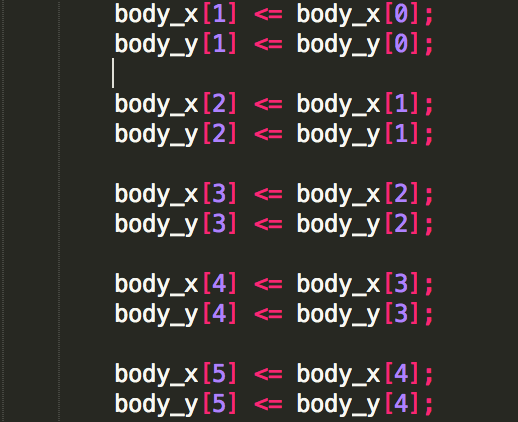 body_x[1] <= body_x[0];
body_y[1] <= body_y[0];
body_x[2] <= body_x[1];
body_y[2] <= body_y[1];
body_x[3] <= body_x[2];
body_y[3] <= body_y[2];
body_x[4] <= body_x[3];
body_y[4] <= body_y[3];
body_x[5] <= body_x[4];
body_y[5] <= body_y[4];